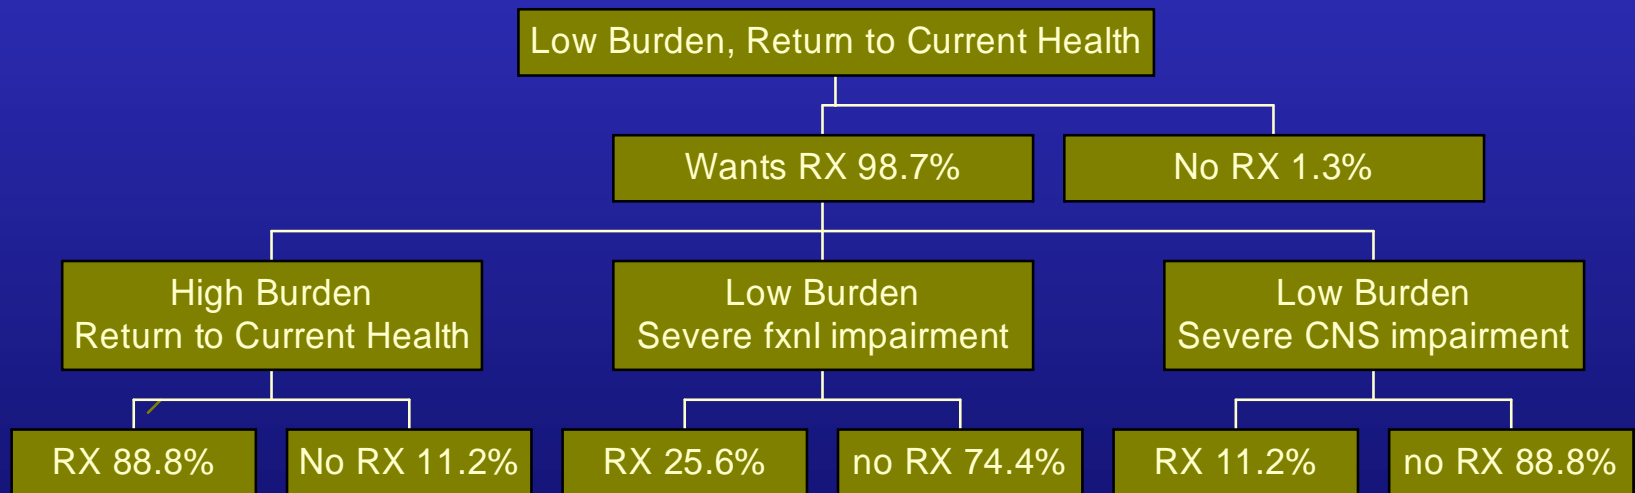 Low Burden, Return to Current Health
Wants RX 98.7%
No RX 1.3%
High Burden
Return to Current Health
Low Burden
Severe fxnl impairment
Low Burden
Severe CNS impairment
RX 88.8%
No RX 11.2%
RX 25.6%
no RX 74.4%
RX 11.2%
no RX 88.8%